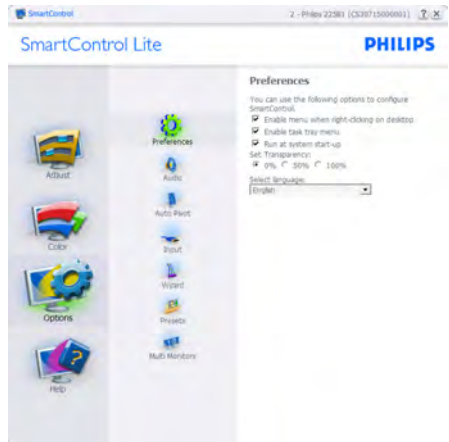 SmartControl
2 - Philips 225B1 (CS39715000001)
? X
SmartControl Lite
PHILIPS
Adjust
Color
Options
Help
Preferences
Audio
Auto Pivot
Input
Wizard
Presets
Multi Monitors
Preferences
You can use the following options to configure
SmartControl.
Enable menu when right-clicking on desktop
Enable task tray menu
Run at system start-up
Set Transparency:
0% 50% 100%
Select language:
English